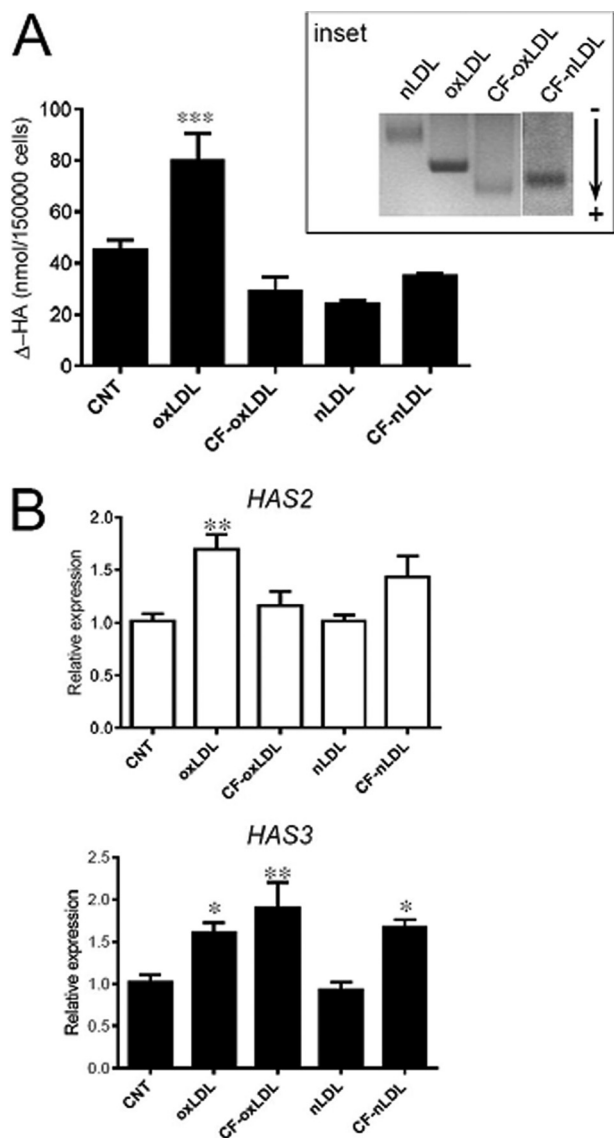 A
inset
nLDL oxLDL CF-oxLDL CF-nLDL
-
+
***
Δ–HA (nmol/150000 cells)
100
80
60
40
20
0
CNT oxLDL CF-oxLDL nLDL CF-nLDL
B
HAS2
**
Relative expression
2.0
1.5
1.0
0.5
0.0
CNT oxLDL CF-oxLDL nLDL CF-nLDL
HAS3
* ** *
Relative expression
2.5
2.0
1.5
1.0
0.5
0.0
CNT oxLDL CF-oxLDL nLDL CF-nLDL